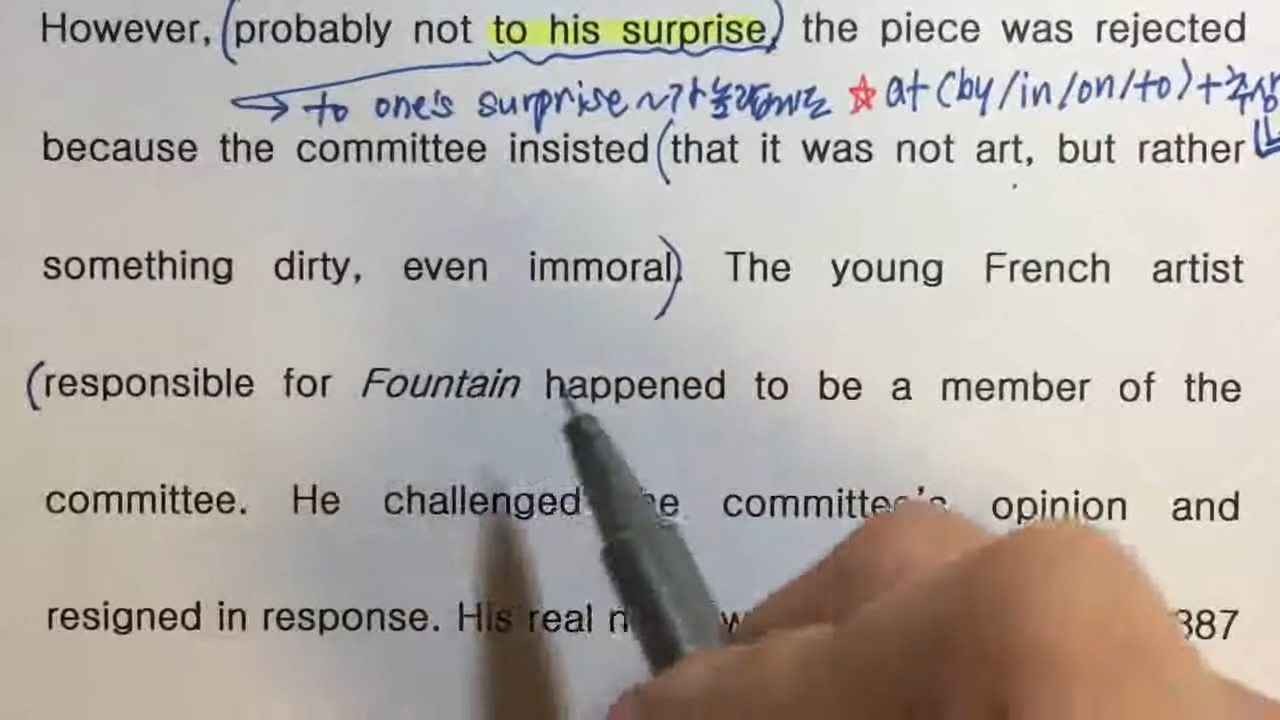 However, (probably not to his surprise,) the piece was rejected
→ to one's surprise ~가 놀랍게도 ☆ at (by/in/on/to) + 추상
because the committee insisted (that it was not art, but rather
something dirty, even immoral). The young French artist
(responsible for Fountain happened to be a member of the
committee. He challenged he committee's opinion and
resigned in response. His real 387